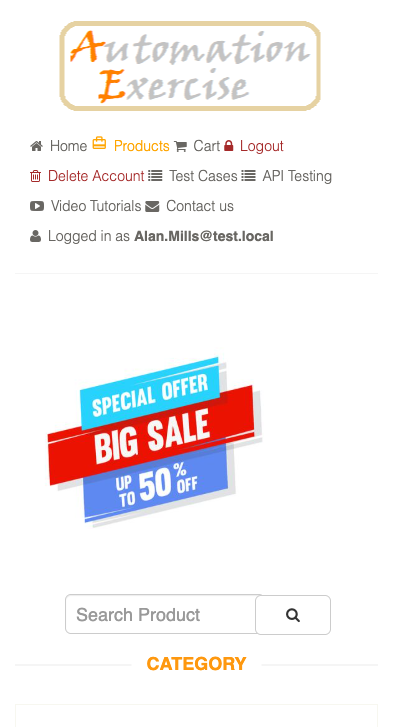 Automation
Exercise
Home Products Cart Logout
Delete Account Test Cases API Testing
Video Tutorials Contact us
Logged in as Alan.Mills@test.local
SPECIAL OFFER
BIG SALE
UP TO 50% OFF
Search Product
CATEGORY